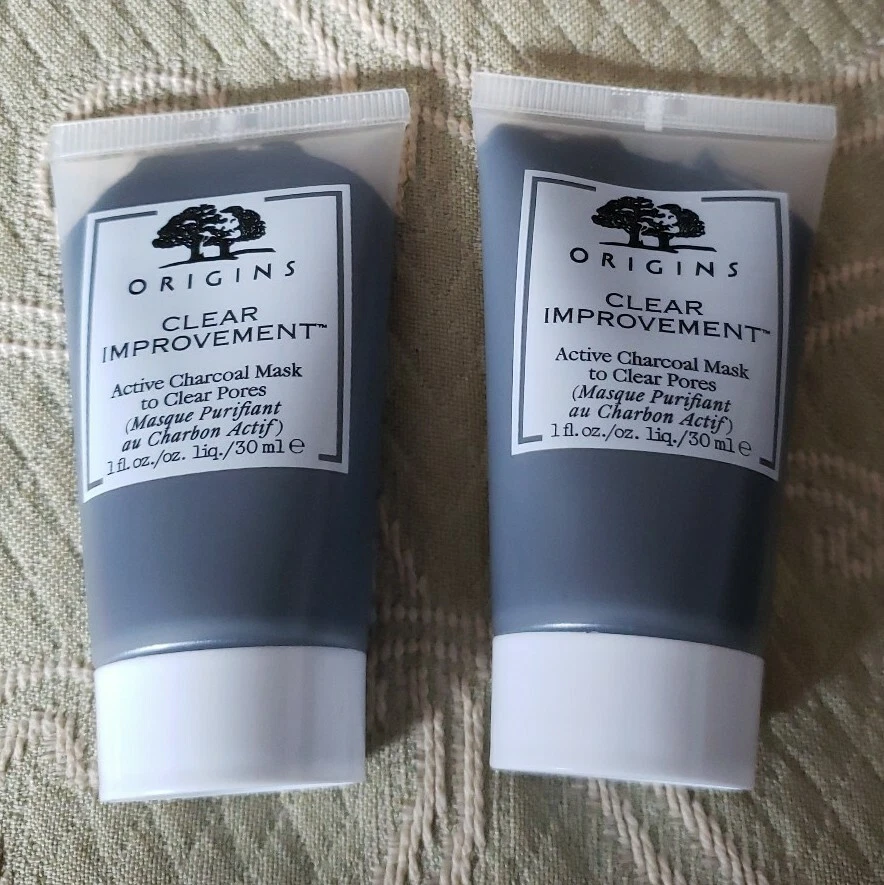 ORIGINS
CLEAR
IMPROVEMENT™
Active Charcoal Mask
to Clear Pores
(Masque Purifiant
au Charbon Actif)
1 fl. oz./oz. liq./30 ml ℮
ORIGINS
CLEAR
IMPROVEMENT™
Active Charcoal Mask
to Clear Pores
(Masque Purifiant
au Charbon Actif)
1 fl. oz./oz. liq./30 ml ℮